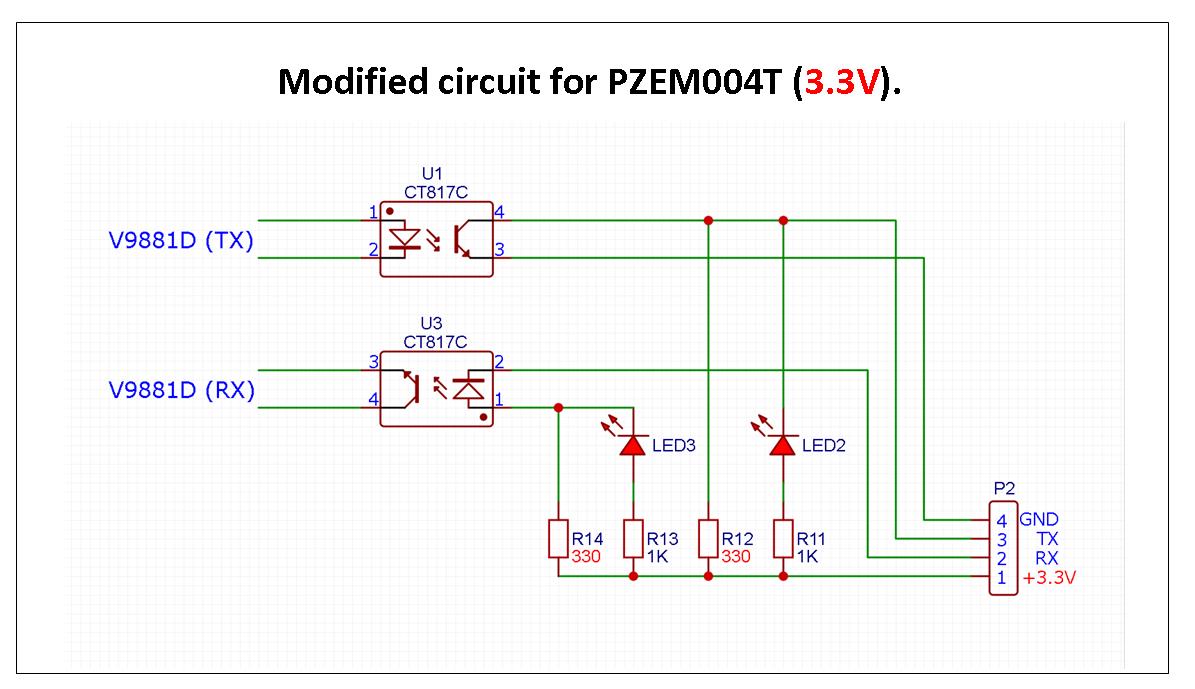 Modified circuit for PZEM004T (3.3V).
U1
CT817C
1
4
V9881D (TX)
2
3
U3
CT817C
3
2
V9881D (RX)
4
1
LED3
LED2
P2
4 GND
3 TX
2 RX
1 +3.3V
R14
330
R13
1K
R12
330
R11
1K